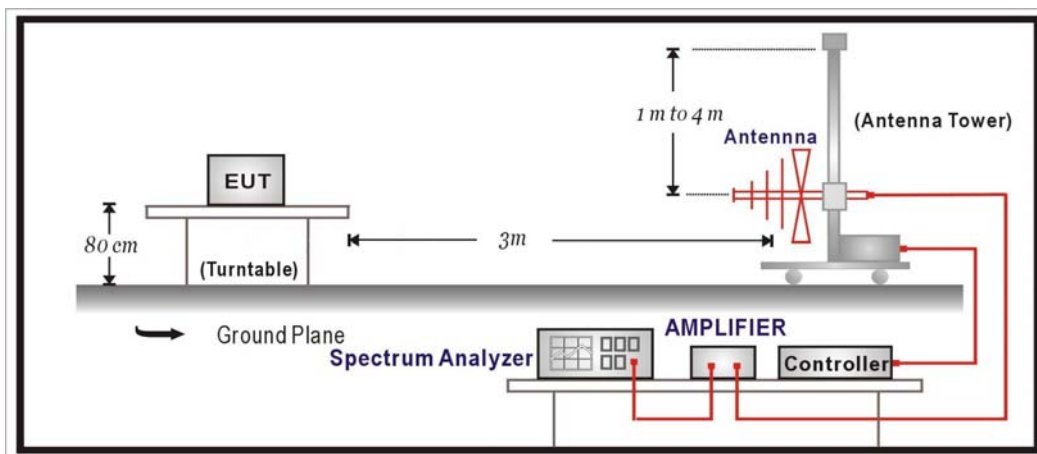 1 m to 4 m
(Antenna Tower)
Antennna
EUT
80 cm
3m
(Turntable)
Ground Plane
AMPLIFIER
Spectrum Analyzer
Controller